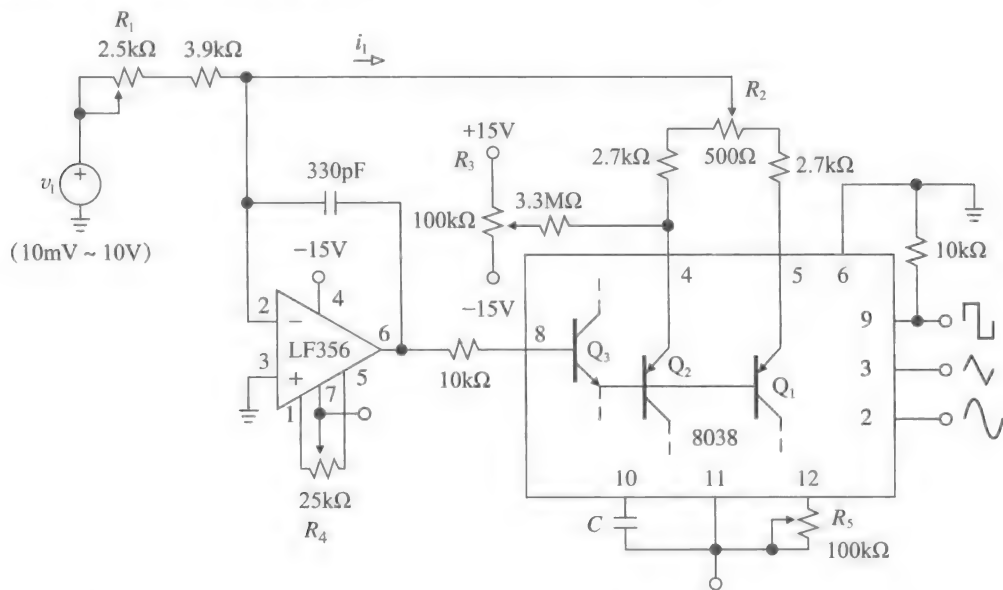 R1
2.5kΩ
3.9kΩ
i1
R2
500Ω
2.7kΩ
2.7kΩ
+15V
R3
100kΩ
3.3MΩ
−15V
330pF
−15V
+
vi
(10mV ~ 10V)
2
−
4
LF356
6
3
+
5
7
1
25kΩ
R4
10kΩ
8
Q3
4
5
6
Q2
Q1
8038
9
3
2
10kΩ
10
11
12
C
R5
100kΩ